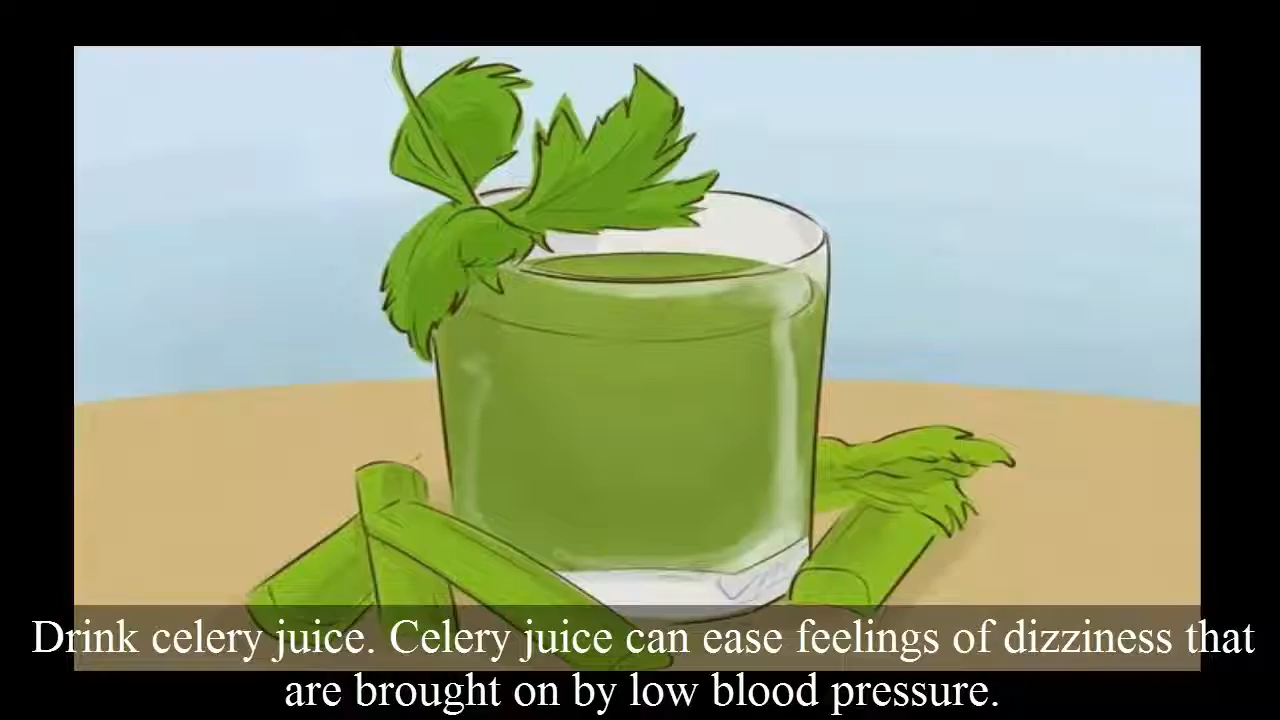 Drink celery juice. Celery juice can ease feelings of dizziness that
are brought on by low blood pressure.